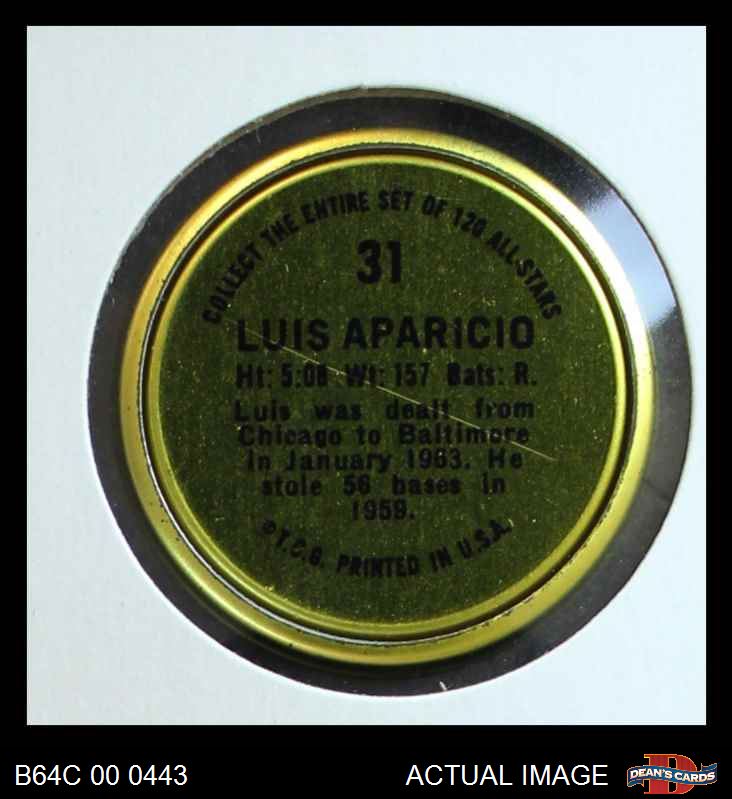 COLLECT THE ENTIRE SET OF 120 ALL-STARS
31
LUIS APARICIO
Ht: 5:08 Wt: 157 Bats: R.
Luis was dealt from
Chicago to Baltimore
in January 1963. He
stole 56 bases in
1959.
©T.C.G. PRINTED IN U.S.A.
B64C 00 0443
ACTUAL IMAGE
D
DEAN'S CARDS